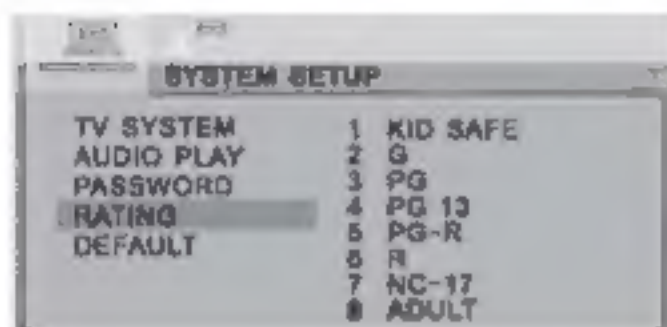 SYSTEM SETUP
TV SYSTEM
AUDIO PLAY
PASSWORD
RATING
DEFAULT
1 KID SAFE
2 G
3 PG
4 PG 13
5 PG-R
6 R
7 NC-17
8 ADULT